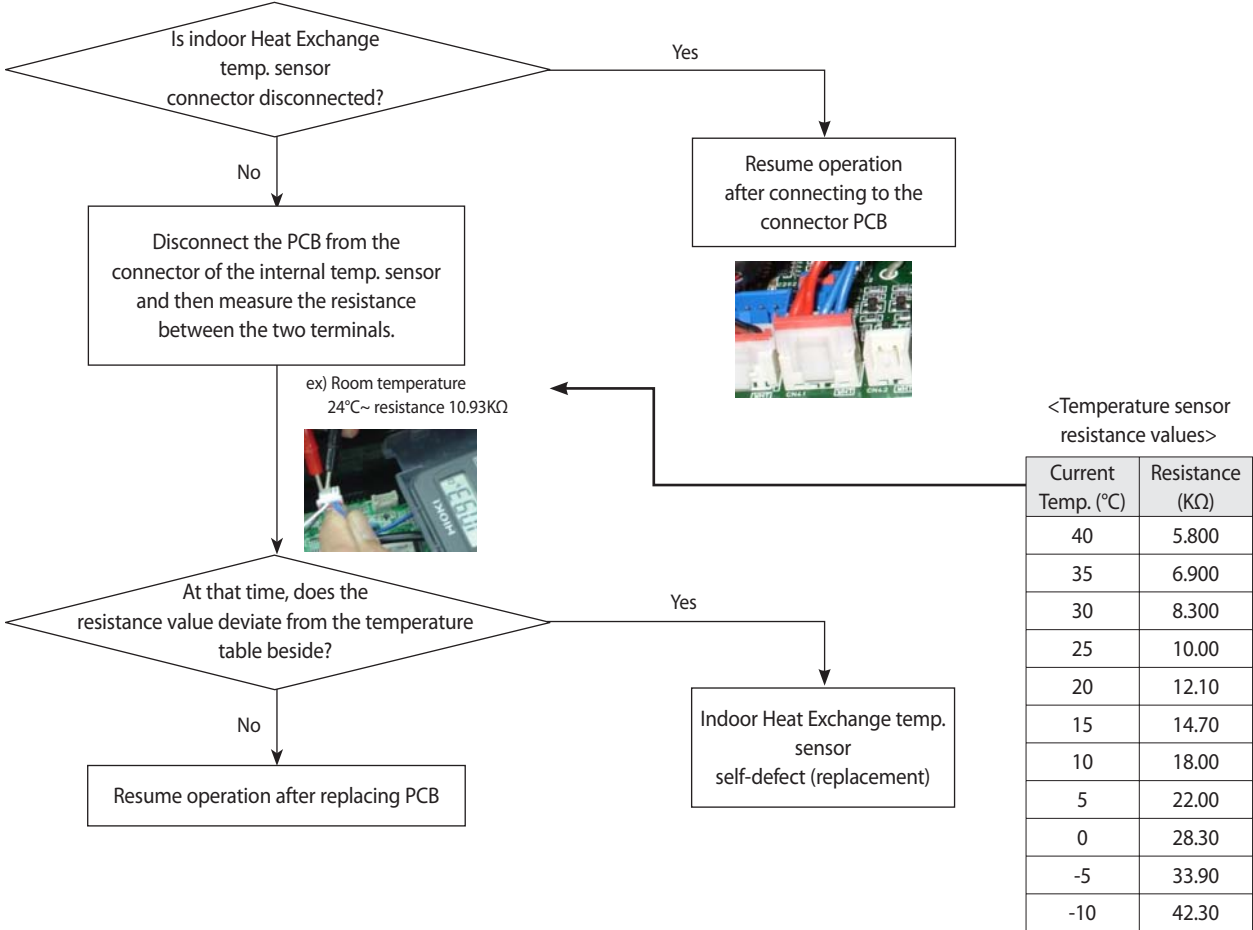 Is indoor Heat Exchange
temp. sensor
connector disconnected?
Yes
No
Resume operation
after connecting to the
connector PCB
Disconnect the PCB from the
connector of the internal temp. sensor
and then measure the resistance
between the two terminals.
ex) Room temperature
24°C~ resistance 10.93KΩ
HIOKI
CN41
CN42
<Temperature sensor
resistance values>
Current Temp. (°C) Resistance (KΩ)
40 5.800
35 6.900
30 8.300
25 10.00
20 12.10
15 14.70
10 18.00
5 22.00
0 28.30
-5 33.90
-10 42.30
At that time, does the
resistance value deviate from the temperature
table beside?
Yes
No
Indoor Heat Exchange temp.
sensor
self-defect (replacement)
Resume operation after replacing PCB